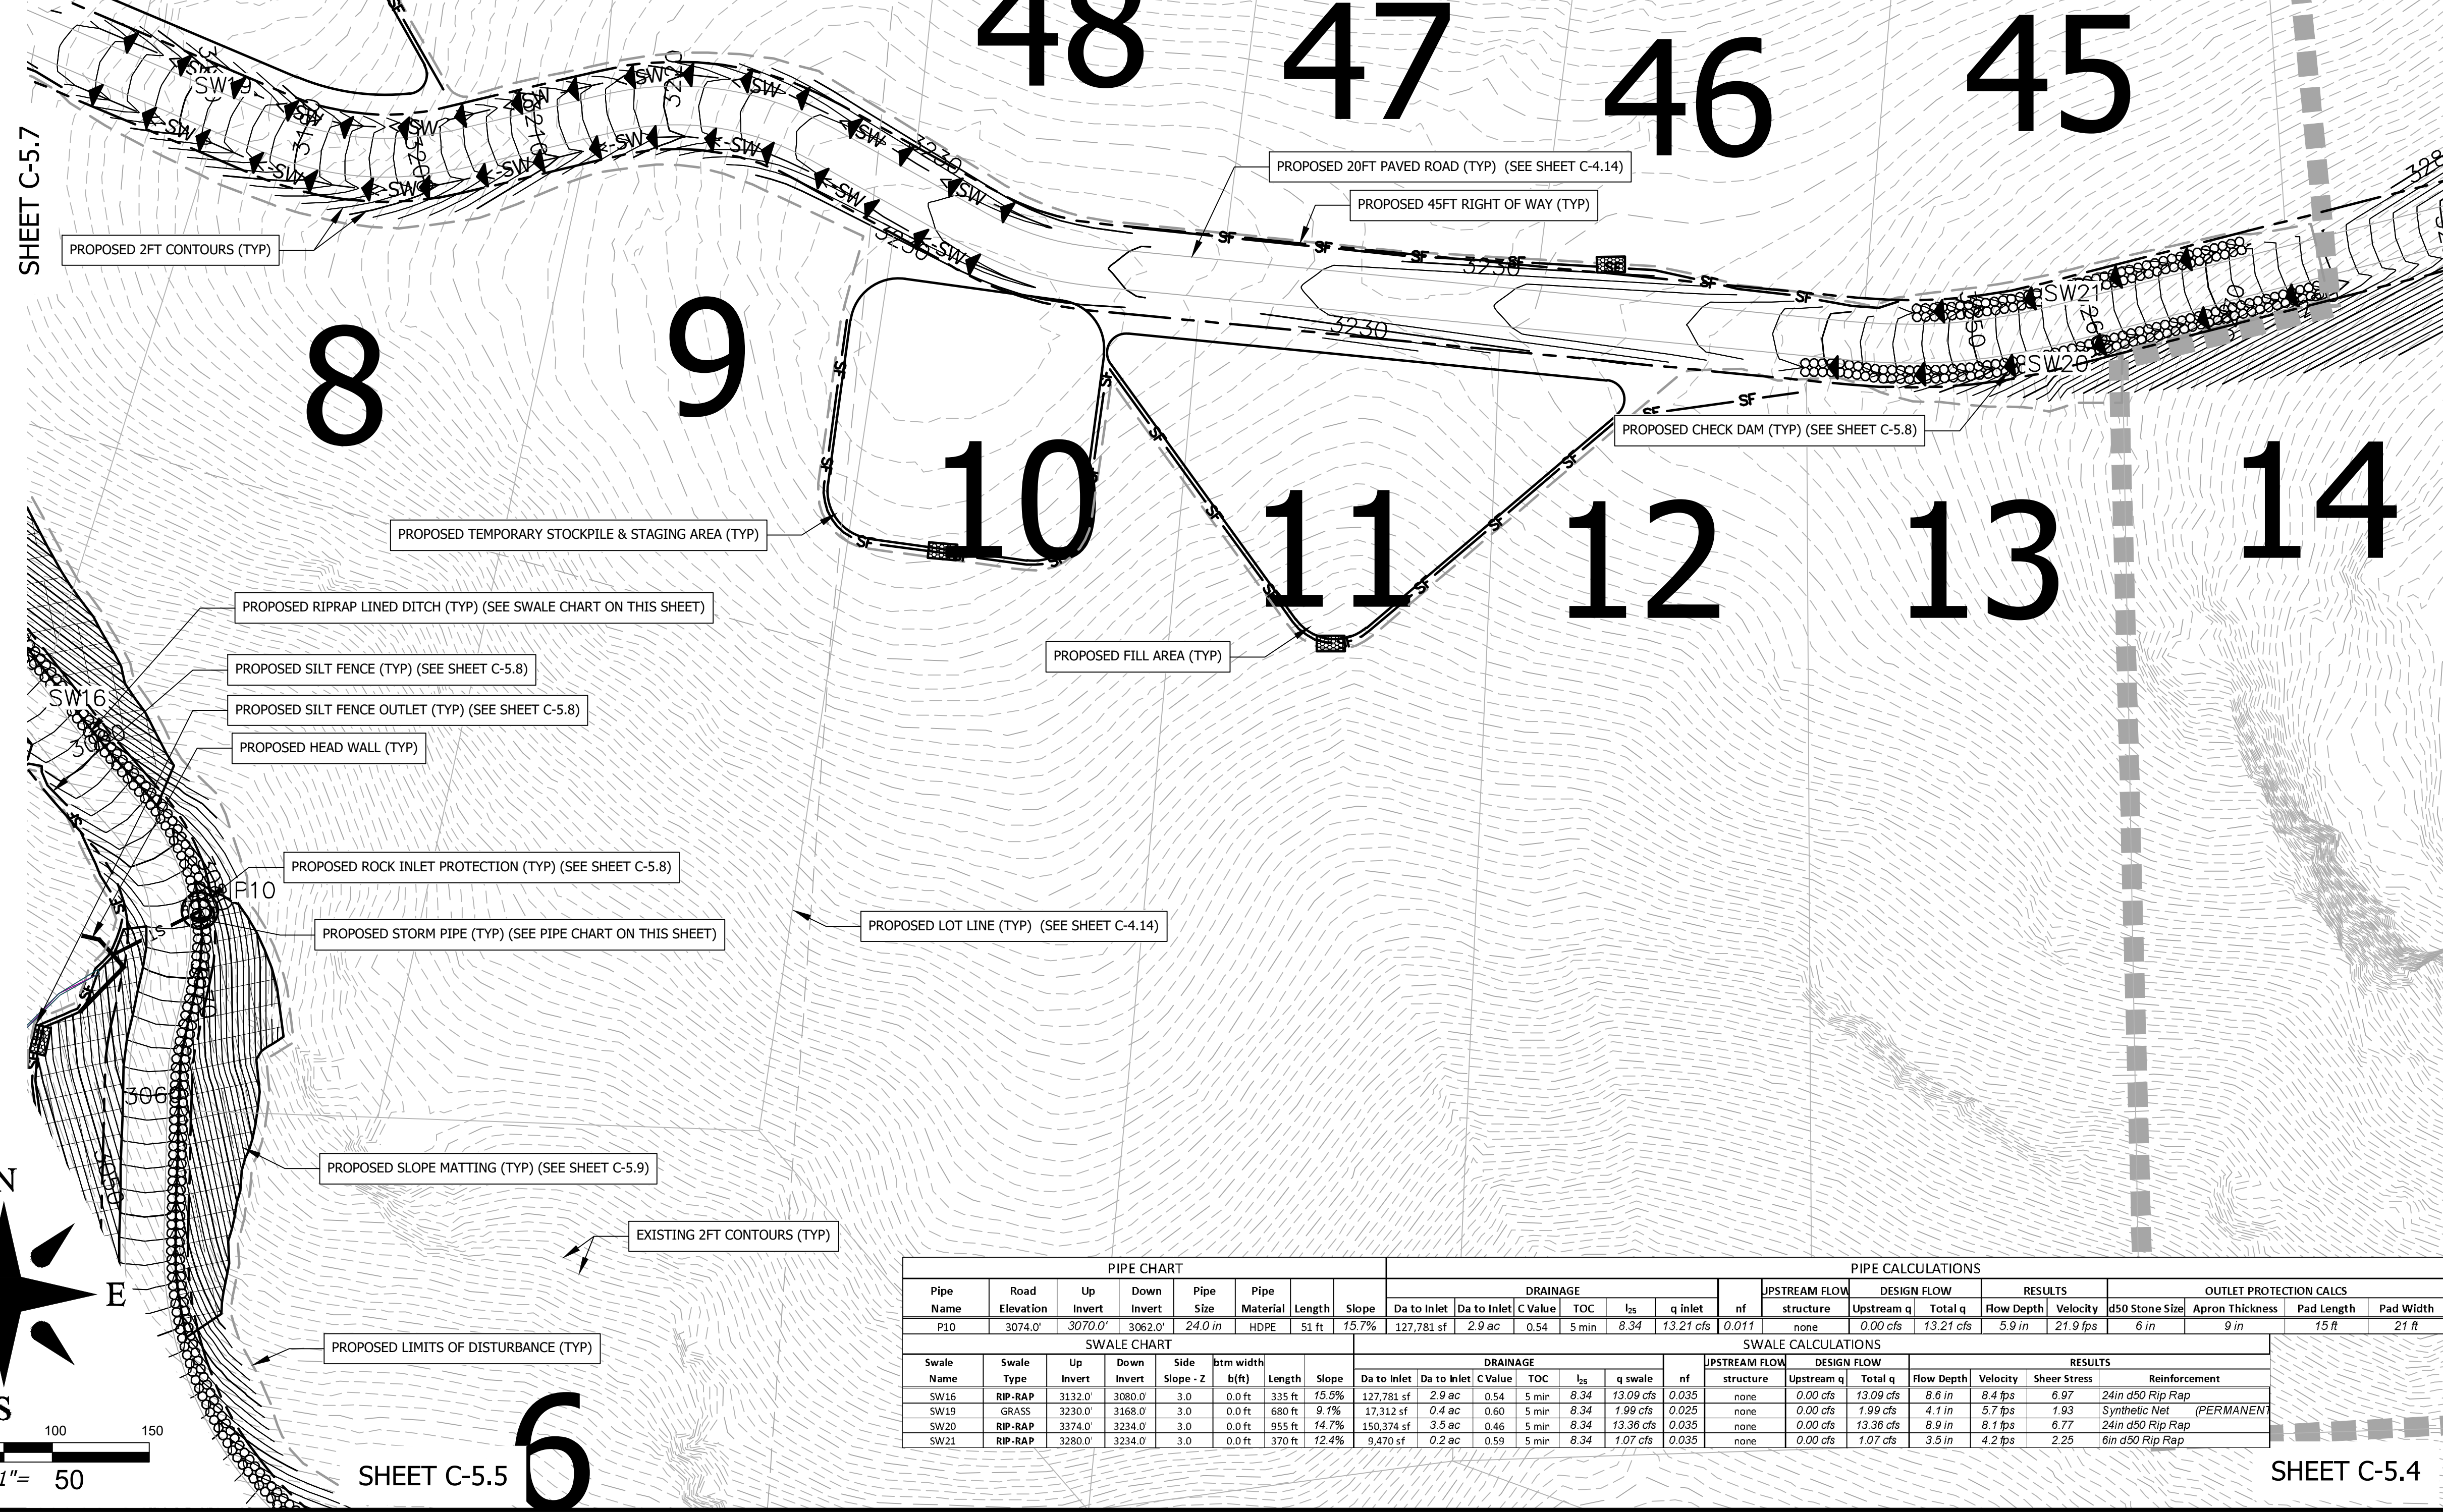 48
47
46
45
SHEET C-5.7
SW19
SW
3210
3220
3230
PROPOSED 20FT PAVED ROAD (TYP) (SEE SHEET C-4.14)
PROPOSED 45FT RIGHT OF WAY (TYP)
PROPOSED 2FT CONTOURS (TYP)
3230
3230
3230
SF
SW21
SW20
8
9
10
11
12
13
14
PROPOSED CHECK DAM (TYP) (SEE SHEET C-5.8)
PROPOSED TEMPORARY STOCKPILE & STAGING AREA (TYP)
PROPOSED RIPRAP LINED DITCH (TYP) (SEE SWALE CHART ON THIS SHEET)
PROPOSED FILL AREA (TYP)
PROPOSED SILT FENCE (TYP) (SEE SHEET C-5.8)
SW16
PROPOSED SILT FENCE OUTLET (TYP) (SEE SHEET C-5.8)
PROPOSED HEAD WALL (TYP)
PROPOSED ROCK INLET PROTECTION (TYP) (SEE SHEET C-5.8)
P10
PROPOSED STORM PIPE (TYP) (SEE PIPE CHART ON THIS SHEET)
PROPOSED LOT LINE (TYP) (SEE SHEET C-4.14)
ST
3050
PROPOSED SLOPE MATTING (TYP) (SEE SHEET C-5.9)
EXISTING 2FT CONTOURS (TYP)
N
E
S
PROPOSED LIMITS OF DISTURBANCE (TYP)
100 150
1"= 50
SHEET C-5.5
6
SHEET C-5.4
PIPE CHART PIPE CALCULATIONS
Pipe Road Up Down Pipe Pipe DRAINAGE UPSTREAM FLOW DESIGN FLOW RESULTS OUTLET PROTECTION CALCS
Name Elevation Invert Invert Size Material Length Slope Da to Inlet Da to Inlet C Value TOC I25 q inlet nf structure Upstream q Total q Flow Depth Velocity d50 Stone Size Apron Thickness Pad Length Pad Width
P10 3074.0' 3070.0' 3062.0' 24.0 in HDPE 51 ft 15.7% 127,781 sf 2.9 ac 0.54 5 min 8.34 13.21 cfs 0.011 none 0.00 cfs 13.21 cfs 5.9 in 21.9 fps 6 in 9 in 15 ft 21 ft
SWALE CHART SWALE CALCULATIONS
Swale Swale Up Down Side btm width DRAINAGE UPSTREAM FLOW DESIGN FLOW RESULTS
Name Type Invert Invert Slope - Z b(ft) Length Slope Da to Inlet Da to Inlet C Value TOC I25 q swale nf structure Upstream q Total q Flow Depth Velocity Sheer Stress Reinforcement
SW16 RIP-RAP 3132.0' 3080.0' 3.0 0.0 ft 335 ft 15.5% 127,781 sf 2.9 ac 0.54 5 min 8.34 13.09 cfs 0.035 none 0.00 cfs 13.09 cfs 8.6 in 8.4 fps 6.97 24in d50 Rip Rap
SW19 GRASS 3230.0' 3168.0' 3.0 0.0 ft 680 ft 9.1% 17,312 sf 0.4 ac 0.60 5 min 8.34 1.99 cfs 0.025 none 0.00 cfs 1.99 cfs 4.1 in 5.7 fps 1.93 Synthetic Net (PERMANENT
SW20 RIP-RAP 3374.0' 3234.0' 3.0 0.0 ft 955 ft 14.7% 150,374 sf 3.5 ac 0.46 5 min 8.34 13.36 cfs 0.035 none 0.00 cfs 13.36 cfs 8.9 in 8.1 fps 6.77 24in d50 Rip Rap
SW21 RIP-RAP 3280.0' 3234.0' 3.0 0.0 ft 370 ft 12.4% 9,470 sf 0.2 ac 0.59 5 min 8.34 1.07 cfs 0.035 none 0.00 cfs 1.07 cfs 3.5 in 4.2 fps 2.25 6in d50 Rip Rap